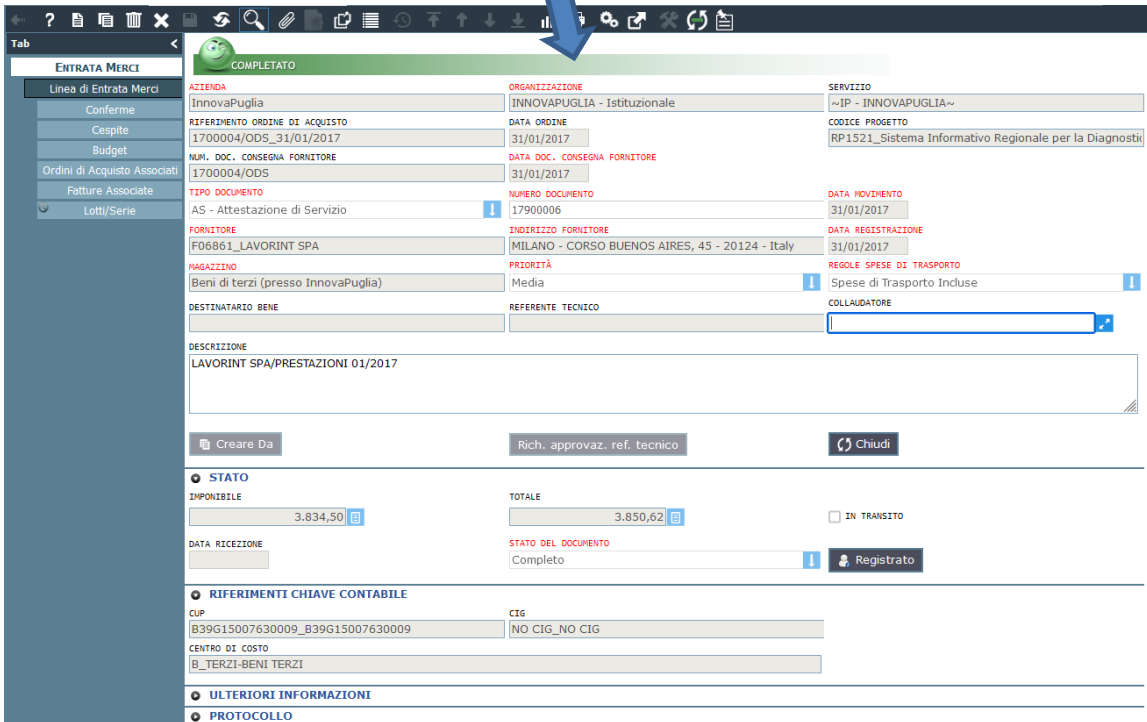 Tab <
ENTRATA MERCI
Linea di Entrata Merci
Conferme
Cespite
Budget
Ordini di Acquisto Associati
Fatture Associate
Lotti/Serie
COMPLETATO
AZIENDA ORGANIZZAZIONE SERVIZIO
InnovaPuglia INNOVAPUGLIA - Istituzionale ~IP - INNOVAPUGLIA~
RIFERIMENTO ORDINE DI ACQUISTO DATA ORDINE CODICE PROGETTO
1700004/ODS_31/01/2017 31/01/2017 RP1521_Sistema Informativo Regionale per la Diagnostic
NUM. DOC. CONSEGNA FORNITORE DATA DOC. CONSEGNA FORNITORE
1700004/ODS 31/01/2017
TIPO DOCUMENTO NUMERO DOCUMENTO DATA MOVIMENTO
AS - Attestazione di Servizio 17900006 31/01/2017
FORNITORE INDIRIZZO FORNITORE DATA REGISTRAZIONE
F06861_LAVORINT SPA MILANO - CORSO BUENOS AIRES, 45 - 20124 - Italy 31/01/2017
MAGAZZINO PRIORITÀ REGOLE SPESE DI TRASPORTO
Beni di terzi (presso InnovaPuglia) Media Spese di Trasporto Incluse
DESTINATARIO BENE REFERENTE TECNICO COLLAUDATORE
DESCRIZIONE
LAVORINT SPA/PRESTAZIONI 01/2017
Creare Da Rich. approvaz. ref. tecnico Chiudi
STATO
IMPONIBILE TOTALE
3.834,50 3.850,62 IN TRANSITO
DATA RICEZIONE STATO DEL DOCUMENTO
Completo Registrato
RIFERIMENTI CHIAVE CONTABILE
CUP CIG
B39G15007630009_B39G15007630009 NO CIG_NO CIG
CENTRO DI COSTO
B_TERZI-BENI TERZI
ULTERIORI INFORMAZIONI
PROTOCOLLO